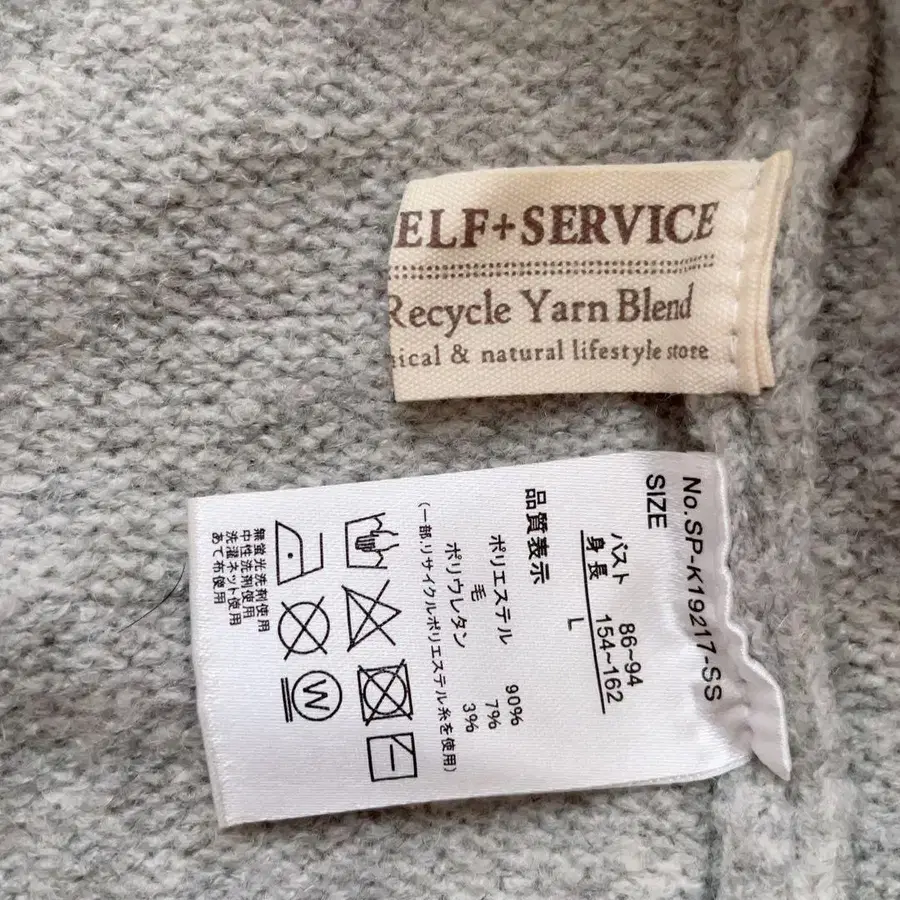 ELF+SERVICE
Recycle Yarn Blend
ical & natural lifestyle store
No.SP-K19217-SS
SIZE
バスト 86~94
身長 154~162
L
品質表示
ポリエステル 90%
毛 7%
ポリウレタン 3%
(一部、リサイクルポリエステル糸を使用)
W
無蛍光洗剤使用
中性洗剤使用
洗濯ネット使用
あて布使用